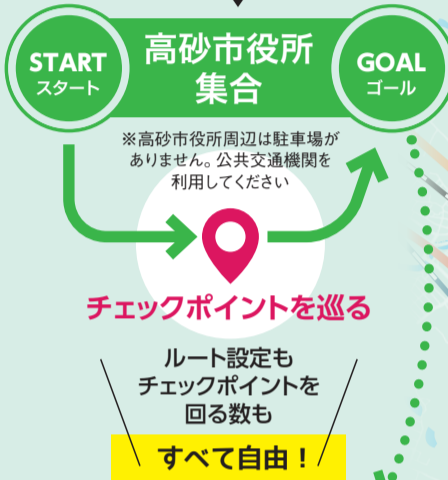 START
スタート
高砂市役所
集合
GOAL
ゴール
※高砂市役所周辺は駐車場が
ありません。公共交通機関を
利用してください
チェックポイントを巡る
ルート設定も
チェックポイントを
回る数も
すべて自由！